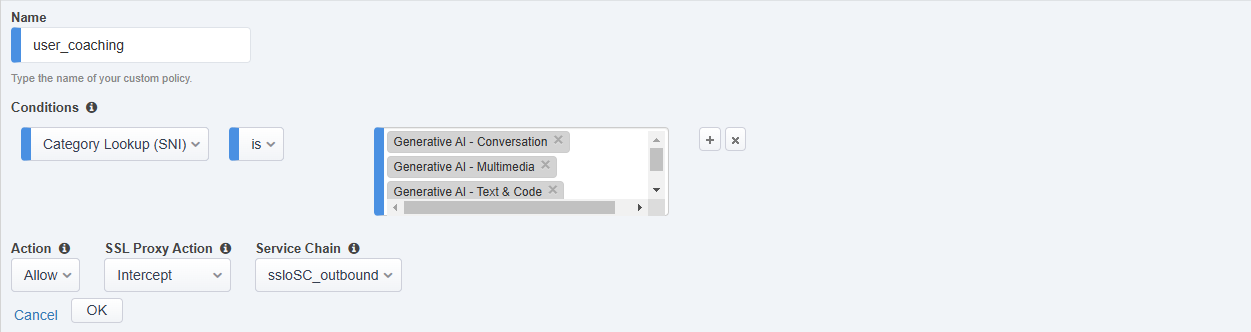 Name
user_coaching
Type the name of your custom policy.
Conditions
Category Lookup (SNI) is Generative AI - Conversation
Generative AI - Multimedia
Generative AI - Text & Code
Action SSL Proxy Action Service Chain
Allow Intercept ssloSC_outbound
Cancel OK